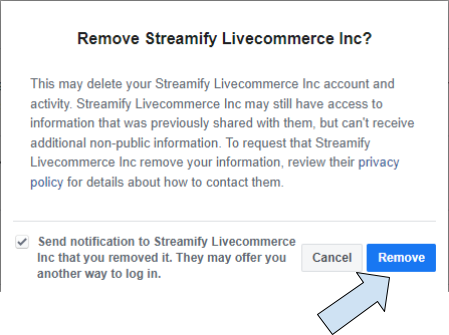 Remove Streamify Livecommerce Inc?
This may delete your Streamify Livecommerce Inc account and
activity. Streamify Livecommerce Inc may still have access to
information that was previously shared with them, but can't receive
additional non-public information. To request that Streamify
Livecommerce Inc remove your information, review their privacy
policy for details about how to contact them.
Send notification to Streamify Livecommerce
Inc that you removed it. They may offer you
another way to log in.
Cancel
Remove